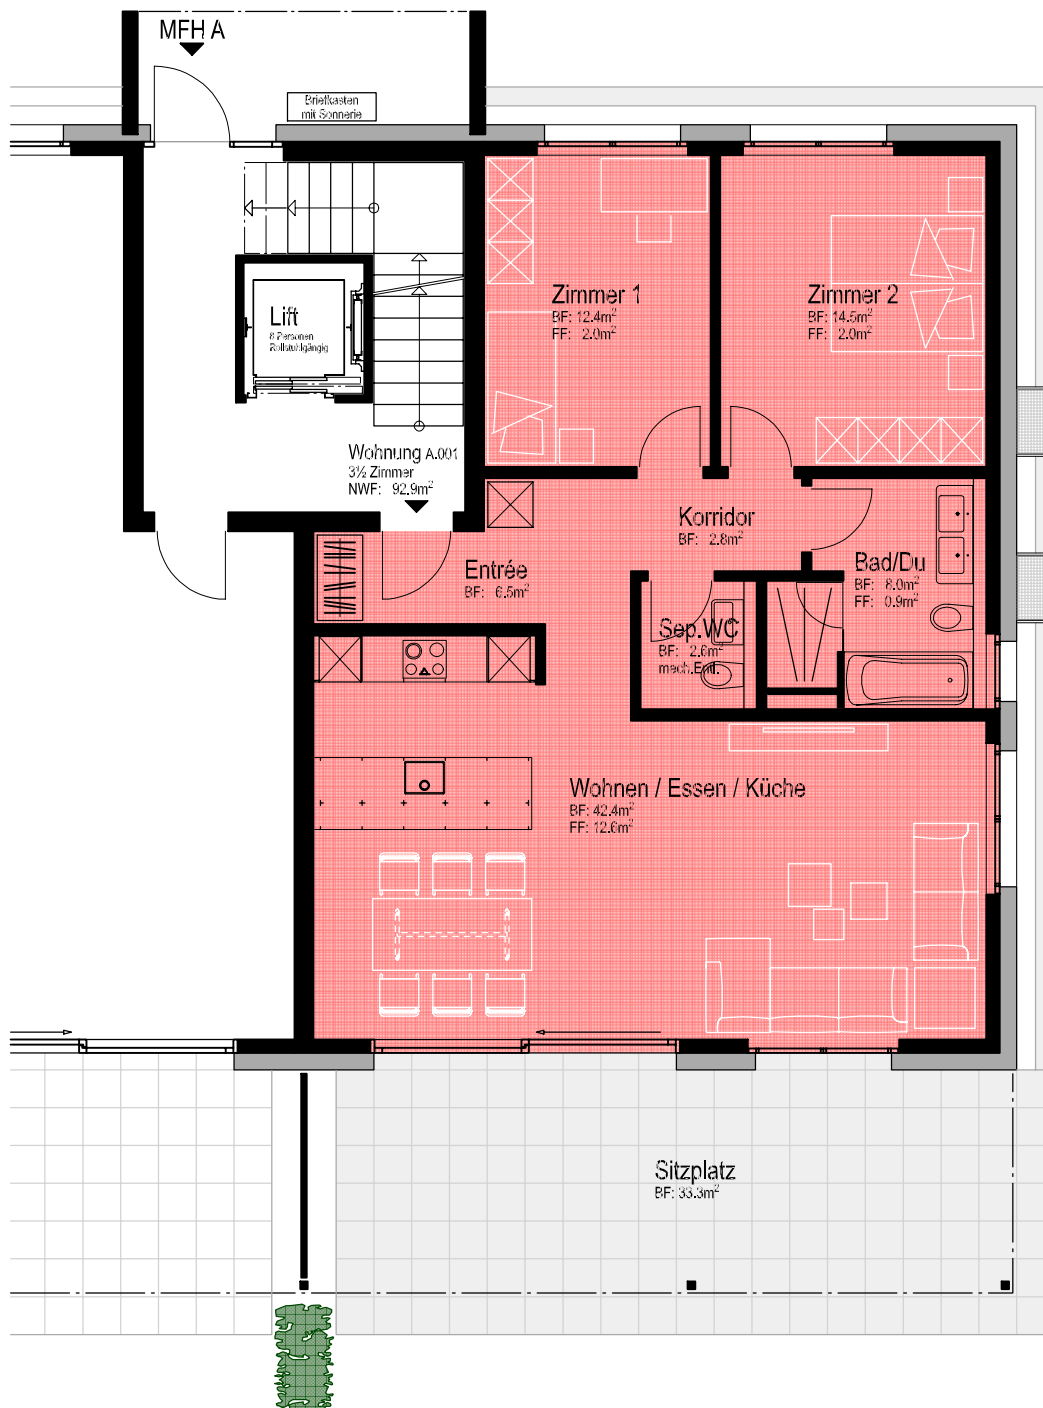 MFH A
Briefkasten
mit Sonnerie
Zimmer 1
BF: 12.4m²
FF: 2.0m²
Zimmer 2
BF: 14.5m²
FF: 2.0m²
Lift
8 Personen
Rollstuhlgängig
Wohnung A.001
3½ Zimmer
NWF: 92.9m²
Korridor
BF: 2.8m²
Entrée
BF: 6.5m²
Bad/Du
BF: 8.0m²
FF: 0.9m²
Sep.WC
BF: 2.6m²
mech.Entl.
Wohnen / Essen / Küche
BF: 42.4m²
FF: 12.6m²
Sitzplatz
BF: 33.3m²